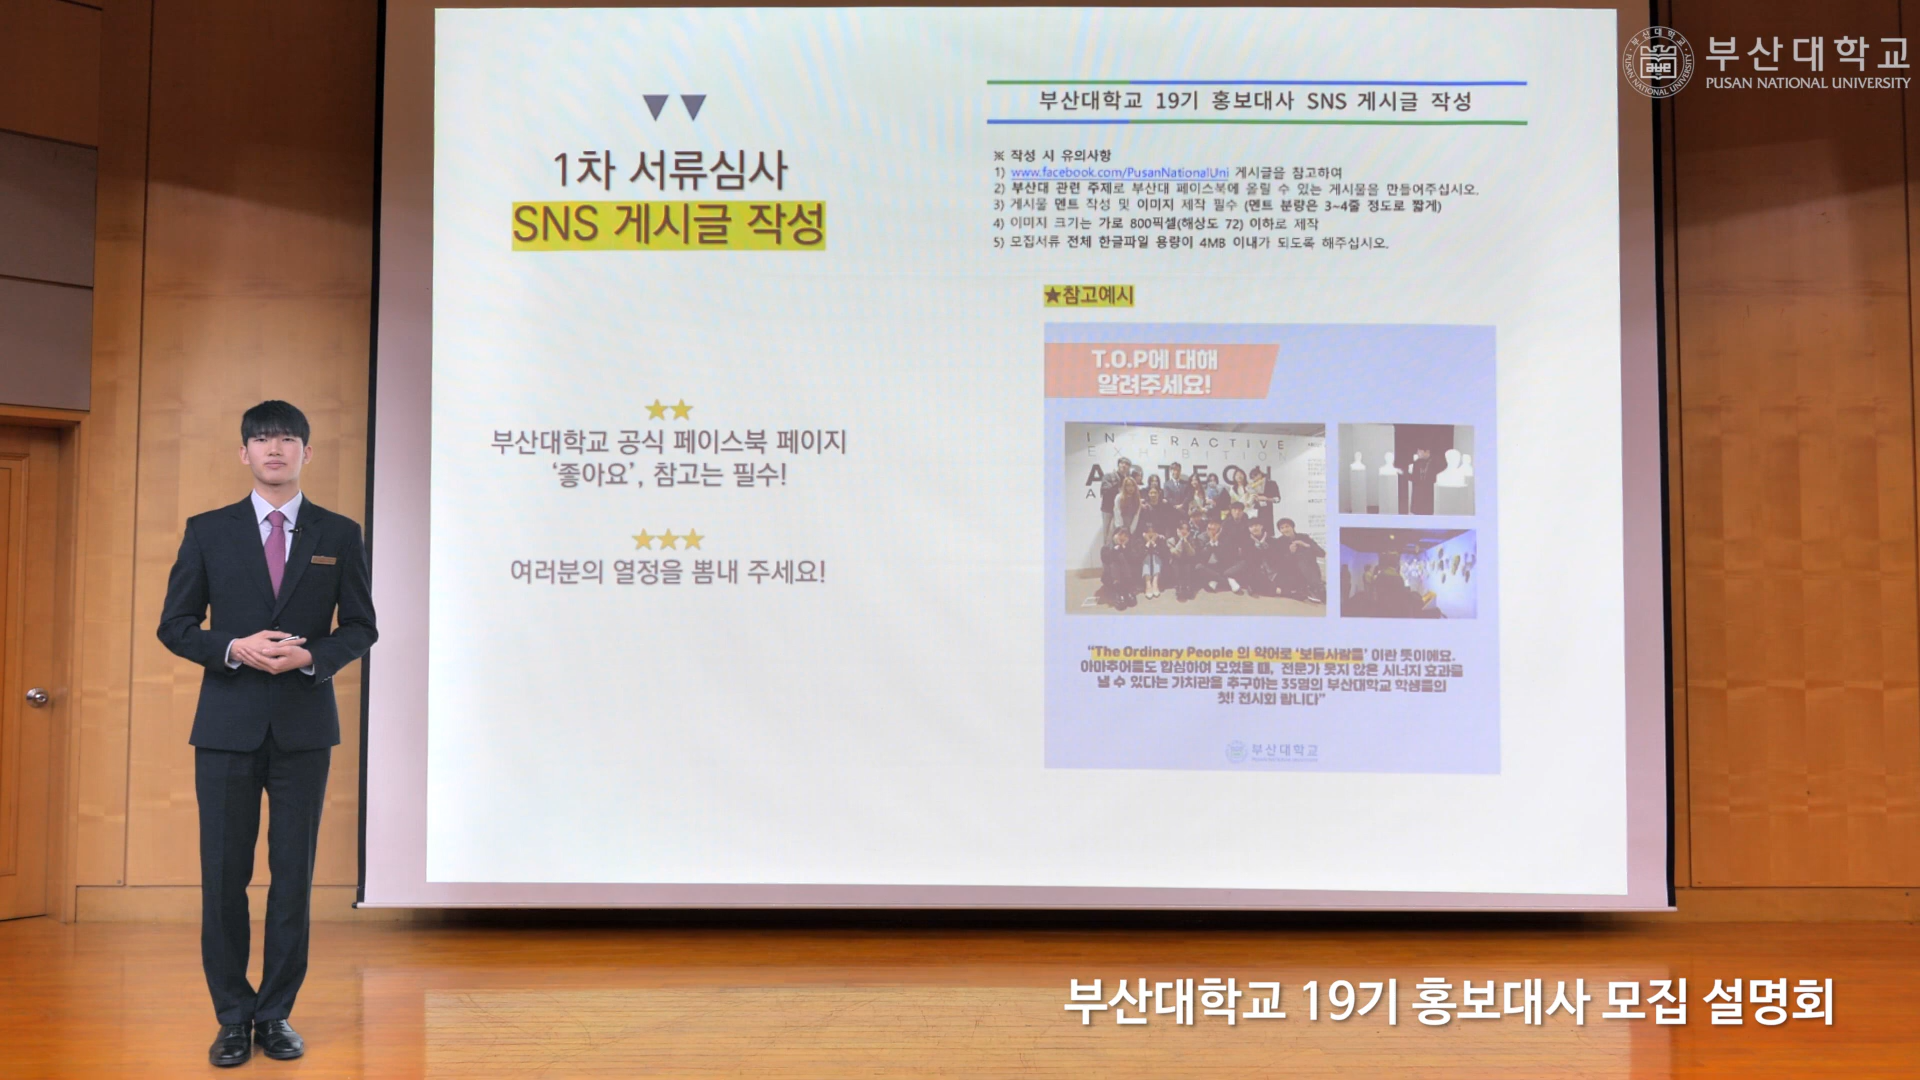 부산대학교
PUSAN NATIONAL UNIVERSITY
1차 서류심사
SNS 게시글 작성
★★
부산대학교 공식 페이스북 페이지
‘좋아요’, 참고는 필수!
★★★
여러분의 열정을 뽐내 주세요!
부산대학교 19기 홍보대사 SNS 게시글 작성
※ 작성 시 유의사항
1) www.facebook.com/PusanNationalUni 게시글을 참고하여
2) 부산대 관련 주제로 부산대 페이스북에 올릴 수 있는 게시물을 만들어주십시오.
3) 게시물 멘트 작성 및 이미지 제작 필수 (멘트 분량은 3~4줄 정도로 짧게)
4) 이미지 크기는 가로 800픽셀(해상도 72) 이하로 제작
5) 모집서류 전체 한글파일 용량이 4MB 이내가 되도록 해주십시오.
★참고예시
T.O.P에 대해
알려주세요!
IN ERACTIVE
EXHIBITION
“The Ordinary People 의 약어로 ‘보통사람들’ 이란 뜻이에요.
아마추어들도 합심하여 모였을 때, 전문가 못지 않은 시너지 효과를
낼 수 있다는 가치관을 추구하는 35명의 부산대학교 학생들의
첫! 전시회 랍니다”
부산대학교
부산대학교 19기 홍보대사 모집 설명회